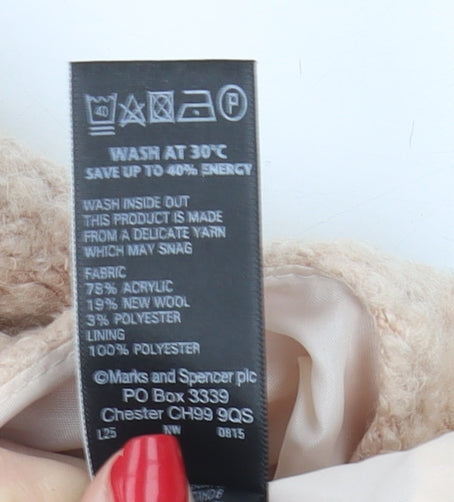 40 P
WASH AT 30°C
SAVE UP TO 40% ENERGY
WASH INSIDE OUT
THIS PRODUCT IS MADE
FROM A DELICATE YARN
WHICH MAY SNAG
FABRIC
78% ACRYLIC
19% NEW WOOL
3% POLYESTER
LINING
100% POLYESTER
©Marks and Spencer plc
PO Box 3339
Chester CH99 9QS
L25 NW 0815